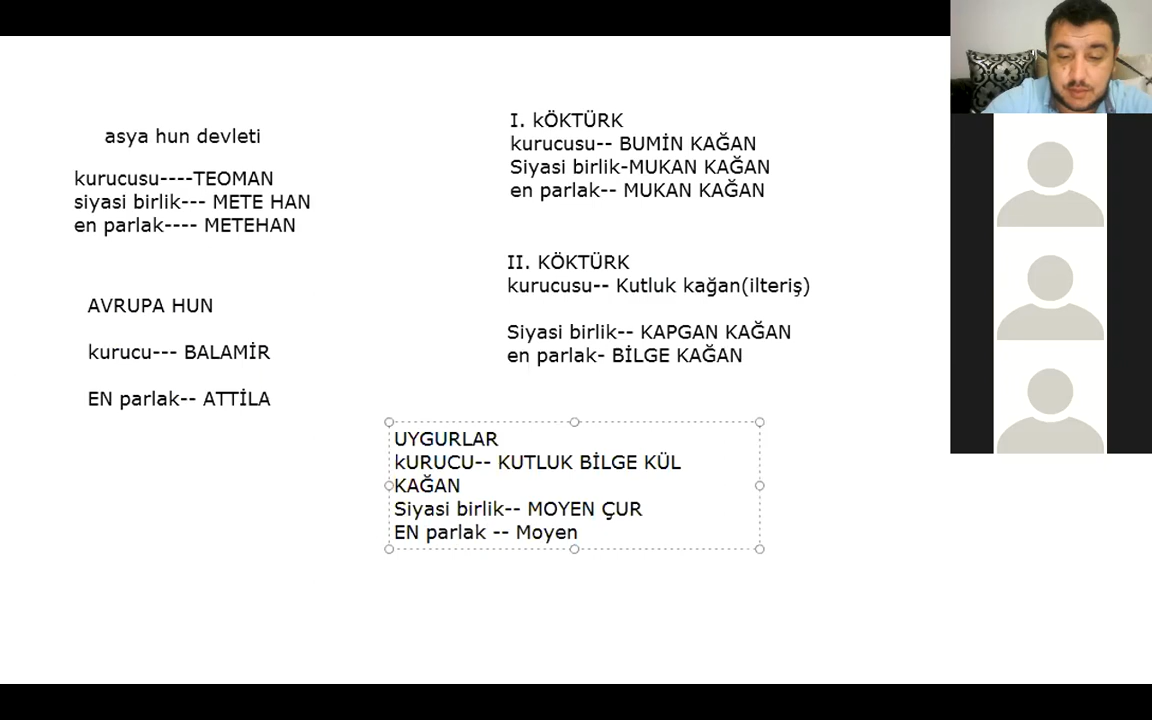 asya hun devleti
kurucusu----TEOMAN
siyasi birlik--- METE HAN
en parlak---- METEHAN
AVRUPA HUN
kurucu--- BALAMİR
EN parlak-- ATTİLA
I. kÖKTÜRK
kurucusu-- BUMİN KAĞAN
Siyasi birlik-MUKAN KAĞAN
en parlak-- MUKAN KAĞAN
II. KÖKTÜRK
kurucusu-- Kutluk kağan(ilteriş)
Siyasi birlik-- KAPGAN KAĞAN
en parlak- BİLGE KAĞAN
UYGURLAR
kURUCU-- KUTLUK BİLGE KÜL
KAĞAN
Siyasi birlik-- MOYEN ÇUR
EN parlak -- Moyen